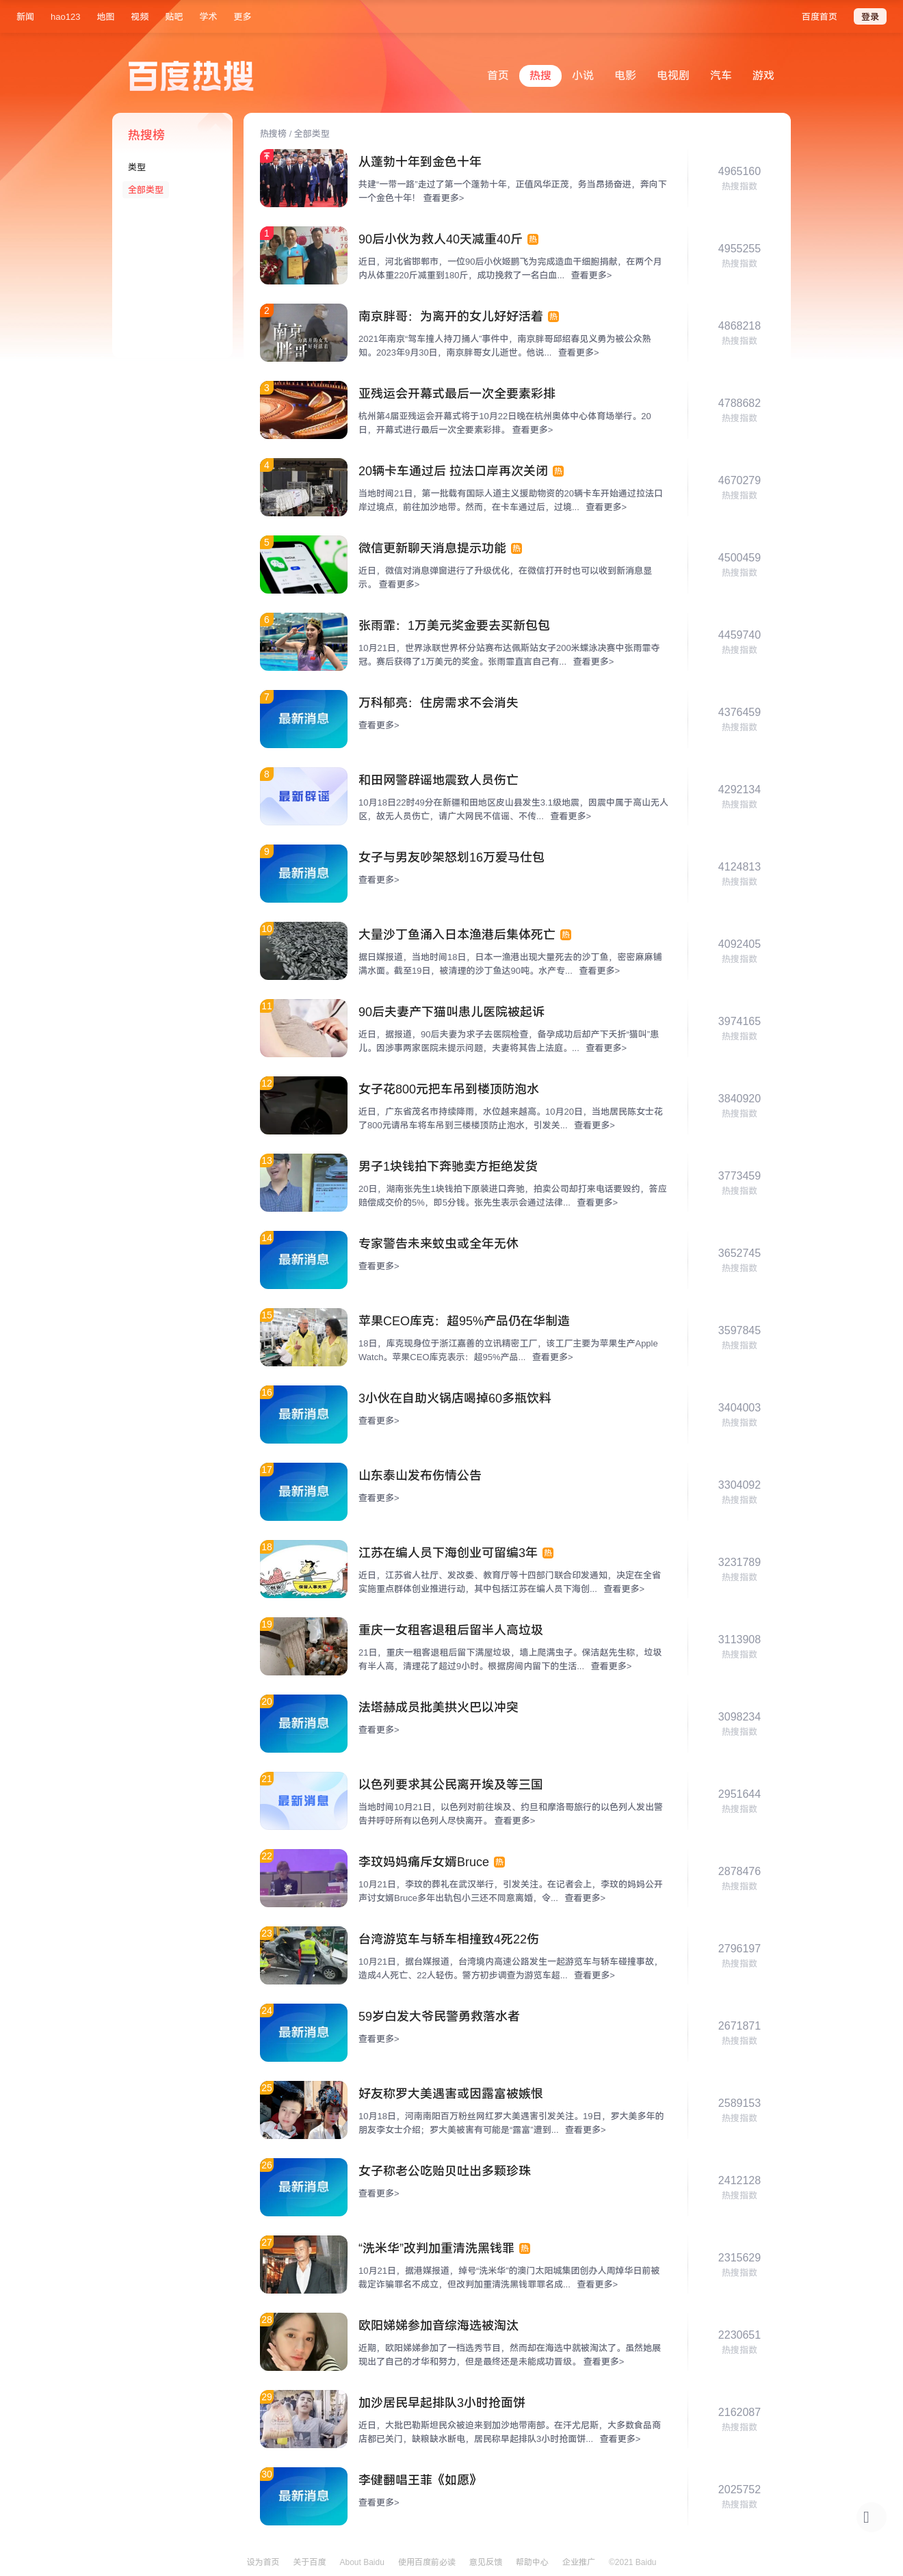 新闻 hao123 地图 视频 贴吧 学术 更多 百度首页 登录
百度热搜 首页 热搜 小说 电影 电视剧 汽车 游戏
热搜榜
类型
全部类型
热搜榜 / 全部类型
从蓬勃十年到金色十年
共建“一带一路”走过了第一个蓬勃十年，正值风华正茂，务当昂扬奋进，奔向下
一个金色十年！ 查看更多>
4965160
热搜指数
1
90后小伙为救人40天减重40斤 热
近日，河北省邯郸市，一位90后小伙姬鹏飞为完成造血干细胞捐献，在两个月
内从体重220斤减重到180斤，成功挽救了一名白血... 查看更多>
4955255
热搜指数
2
南京胖哥
南京胖哥：为离开的女儿好好活着 热
2021年南京“驾车撞人持刀捅人”事件中，南京胖哥邱绍春见义勇为被公众熟
知。2023年9月30日，南京胖哥女儿逝世。他说... 查看更多>
4868218
热搜指数
3
亚残运会开幕式最后一次全要素彩排
杭州第4届亚残运会开幕式将于10月22日晚在杭州奥体中心体育场举行。20
日，开幕式进行最后一次全要素彩排。 查看更多>
4788682
热搜指数
4
20辆卡车通过后 拉法口岸再次关闭 热
当地时间21日，第一批载有国际人道主义援助物资的20辆卡车开始通过拉法口
岸过境点，前往加沙地带。然而，在卡车通过后，过境... 查看更多>
4670279
热搜指数
5
微信更新聊天消息提示功能 热
近日，微信对消息弹窗进行了升级优化，在微信打开时也可以收到新消息显
示。 查看更多>
4500459
热搜指数
6
张雨霏：1万美元奖金要去买新包包
10月21日，世界泳联世界杯分站赛布达佩斯站女子200米蝶泳决赛中张雨霏夺
冠。赛后获得了1万美元的奖金。张雨霏直言自己有... 查看更多>
4459740
热搜指数
7
最新消息
万科郁亮：住房需求不会消失
查看更多>
4376459
热搜指数
8
最新辟谣
和田网警辟谣地震致人员伤亡
10月18日22时49分在新疆和田地区皮山县发生3.1级地震，因震中属于高山无人
区，故无人员伤亡，请广大网民不信谣、不传... 查看更多>
4292134
热搜指数
9
最新消息
女子与男友吵架怒划16万爱马仕包
查看更多>
4124813
热搜指数
10
大量沙丁鱼涌入日本渔港后集体死亡 热
据日媒报道，当地时间18日，日本一渔港出现大量死去的沙丁鱼，密密麻麻铺
满水面。截至19日，被清理的沙丁鱼达90吨。水产专... 查看更多>
4092405
热搜指数
11
90后夫妻产下猫叫患儿医院被起诉
近日，据报道，90后夫妻为求子去医院检查，备孕成功后却产下夭折“猫叫”患
儿。因涉事两家医院未提示问题，夫妻将其告上法庭。... 查看更多>
3974165
热搜指数
12
女子花800元把车吊到楼顶防泡水
近日，广东省茂名市持续降雨，水位越来越高。10月20日，当地居民陈女士花
了800元请吊车将车吊到三楼楼顶防止泡水，引发关... 查看更多>
3840920
热搜指数
13
男子1块钱拍下奔驰卖方拒绝发货
20日，湖南张先生1块钱拍下原装进口奔驰，拍卖公司却打来电话要毁约，答应
赔偿成交价的5%，即5分钱。张先生表示会通过法律... 查看更多>
3773459
热搜指数
14
最新消息
专家警告未来蚊虫或全年无休
查看更多>
3652745
热搜指数
15
苹果CEO库克：超95%产品仍在华制造
18日，库克现身位于浙江嘉善的立讯精密工厂，该工厂主要为苹果生产Apple
Watch。苹果CEO库克表示：超95%产品... 查看更多>
3597845
热搜指数
16
最新消息
3小伙在自助火锅店喝掉60多瓶饮料
查看更多>
3404003
热搜指数
17
最新消息
山东泰山发布伤情公告
查看更多>
3304092
热搜指数
18
江苏在编人员下海创业可留编3年 热
近日，江苏省人社厅、发改委、教育厅等十四部门联合印发通知，决定在全省
实施重点群体创业推进行动，其中包括江苏在编人员下海创... 查看更多>
3231789
热搜指数
19
重庆一女租客退租后留半人高垃圾
21日，重庆一租客退租后留下满屋垃圾，墙上爬满虫子。保洁赵先生称，垃圾
有半人高，清理花了超过9小时。根据房间内留下的生活... 查看更多>
3113908
热搜指数
20
最新消息
法塔赫成员批美拱火巴以冲突
查看更多>
3098234
热搜指数
21
最新消息
以色列要求其公民离开埃及等三国
当地时间10月21日，以色列对前往埃及、约旦和摩洛哥旅行的以色列人发出警
告并呼吁所有以色列人尽快离开。 查看更多>
2951644
热搜指数
22
李玟妈妈痛斥女婿Bruce 热
10月21日，李玟的葬礼在武汉举行，引发关注。在记者会上，李玟的妈妈公开
声讨女婿Bruce多年出轨包小三还不同意离婚，令... 查看更多>
2878476
热搜指数
23
台湾游览车与轿车相撞致4死22伤
10月21日，据台媒报道，台湾境内高速公路发生一起游览车与轿车碰撞事故，
造成4人死亡、22人轻伤。警方初步调查为游览车超... 查看更多>
2796197
热搜指数
24
最新消息
59岁白发大爷民警勇救落水者
查看更多>
2671871
热搜指数
25
好友称罗大美遇害或因露富被嫉恨
10月18日，河南南阳百万粉丝网红罗大美遇害引发关注。19日，罗大美多年的
朋友李女士介绍；罗大美被害有可能是“露富”遭到... 查看更多>
2589153
热搜指数
26
最新消息
女子称老公吃贻贝吐出多颗珍珠
查看更多>
2412128
热搜指数
27
“洗米华”改判加重清洗黑钱罪 热
10月21日，据港媒报道，绰号“洗米华”的澳门太阳城集团创办人周焯华日前被
裁定诈骗罪名不成立，但改判加重清洗黑钱罪罪名成... 查看更多>
2315629
热搜指数
28
欧阳娣娣参加音综海选被淘汰
近期，欧阳娣娣参加了一档选秀节目，然而却在海选中就被淘汰了。虽然她展
现出了自己的才华和努力，但是最终还是未能成功晋级。 查看更多>
2230651
热搜指数
29
加沙居民早起排队3小时抢面饼
近日，大批巴勒斯坦民众被迫来到加沙地带南部。在汗尤尼斯，大多数食品商
店都已关门，缺粮缺水断电，居民称早起排队3小时抢面饼... 查看更多>
2162087
热搜指数
30
最新消息
李健翻唱王菲《如愿》
查看更多>
2025752
热搜指数
设为首页 关于百度 About Baidu 使用百度前必读 意见反馈 帮助中心 企业推广 ©2021 Baidu